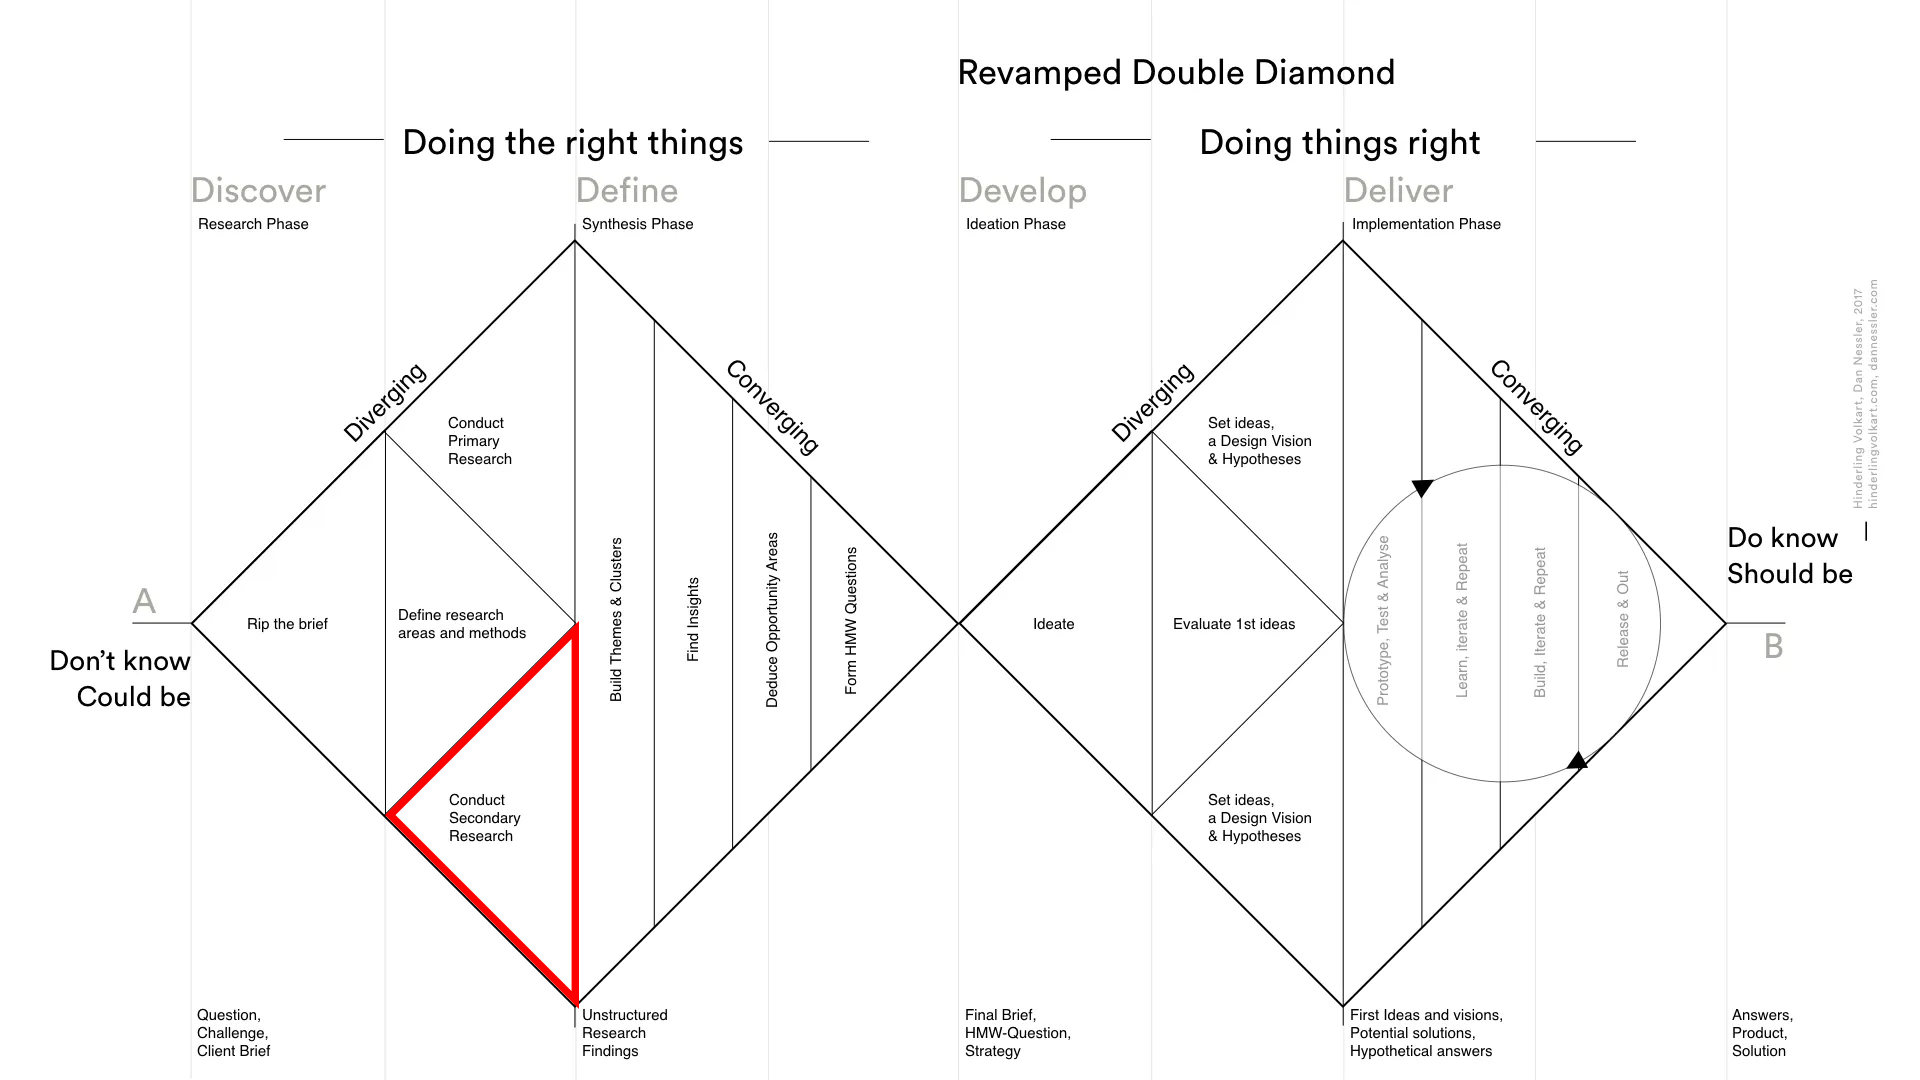 Revamped Double Diamond
Doing the right things
Doing things right
Discover
Research Phase
Define
Synthesis Phase
Develop
Ideation Phase
Deliver
Implementation Phase
Diverging
Converging
Diverging
Converging
Conduct
Primary
Research
Rip the brief
Define research
areas and methods
Conduct
Secondary
Research
Build Themes & Clusters
Find Insights
Deduce Opportunity Areas
Form HMW Questions
Set ideas,
a Design Vision
& Hypotheses
Ideate
Evaluate 1st ideas
Set ideas,
a Design Vision
& Hypotheses
Prototype, Test & Analyse
Learn, iterate & Repeat
Build, Iterate & Repeat
Release & Out
A
Don’t know
Could be
Do know
Should be
B
Hinderling Volkart, Dan Nessler, 2017
hinderlingvolkart.com, dannessler.com
Question,
Challenge,
Client Brief
Unstructured
Research
Findings
Final Brief,
HMW-Question,
Strategy
First Ideas and visions,
Potential solutions,
Hypothetical answers
Answers,
Product,
Solution